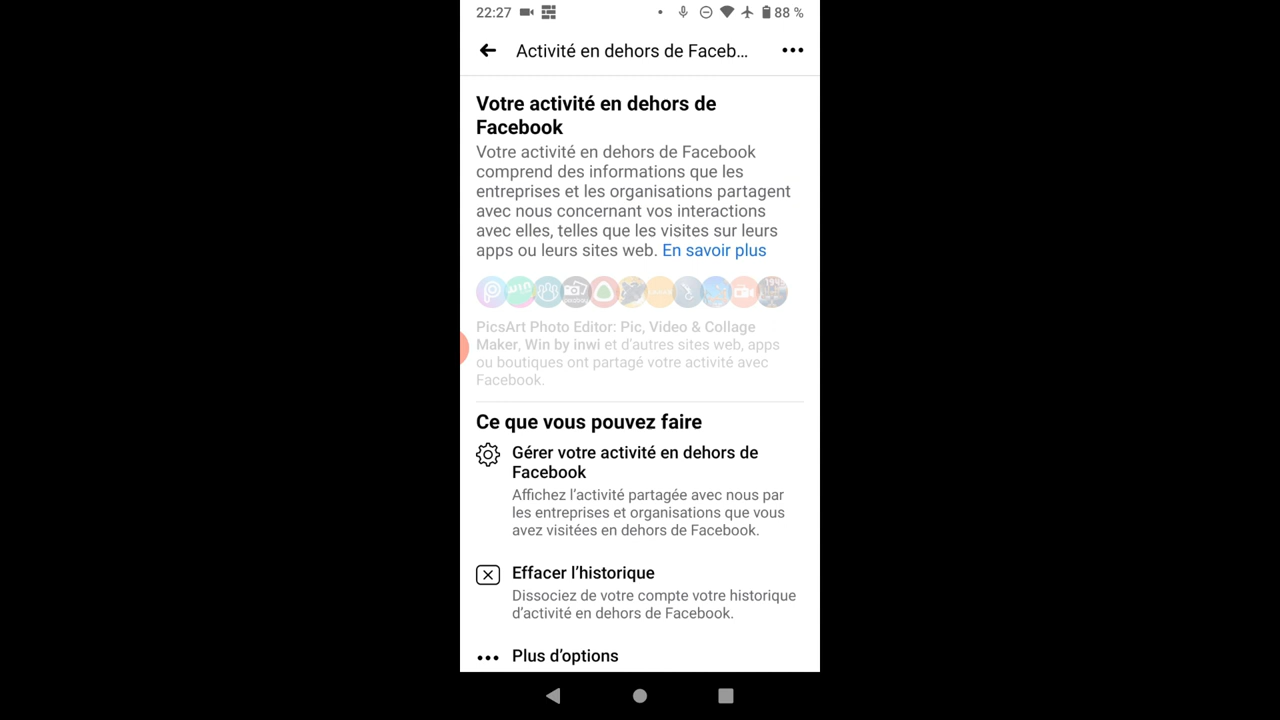 22:27
88 %
Activité en dehors de Faceb...
Votre activité en dehors de
Facebook
Votre activité en dehors de Facebook
comprend des informations que les
entreprises et les organisations partagent
avec nous concernant vos interactions
avec elles, telles que les visites sur leurs
apps ou leurs sites web. En savoir plus
PicsArt Photo Editor: Pic, Video & Collage
Maker, Win by inwi et d'autres sites web, apps
ou boutiques ont partagé votre activité avec
Facebook.
Ce que vous pouvez faire
Gérer votre activité en dehors de
Facebook
Affichez l'activité partagée avec nous par
les entreprises et organisations que vous
avez visitées en dehors de Facebook.
Effacer l'historique
Dissociez de votre compte votre historique
d'activité en dehors de Facebook.
Plus d'options